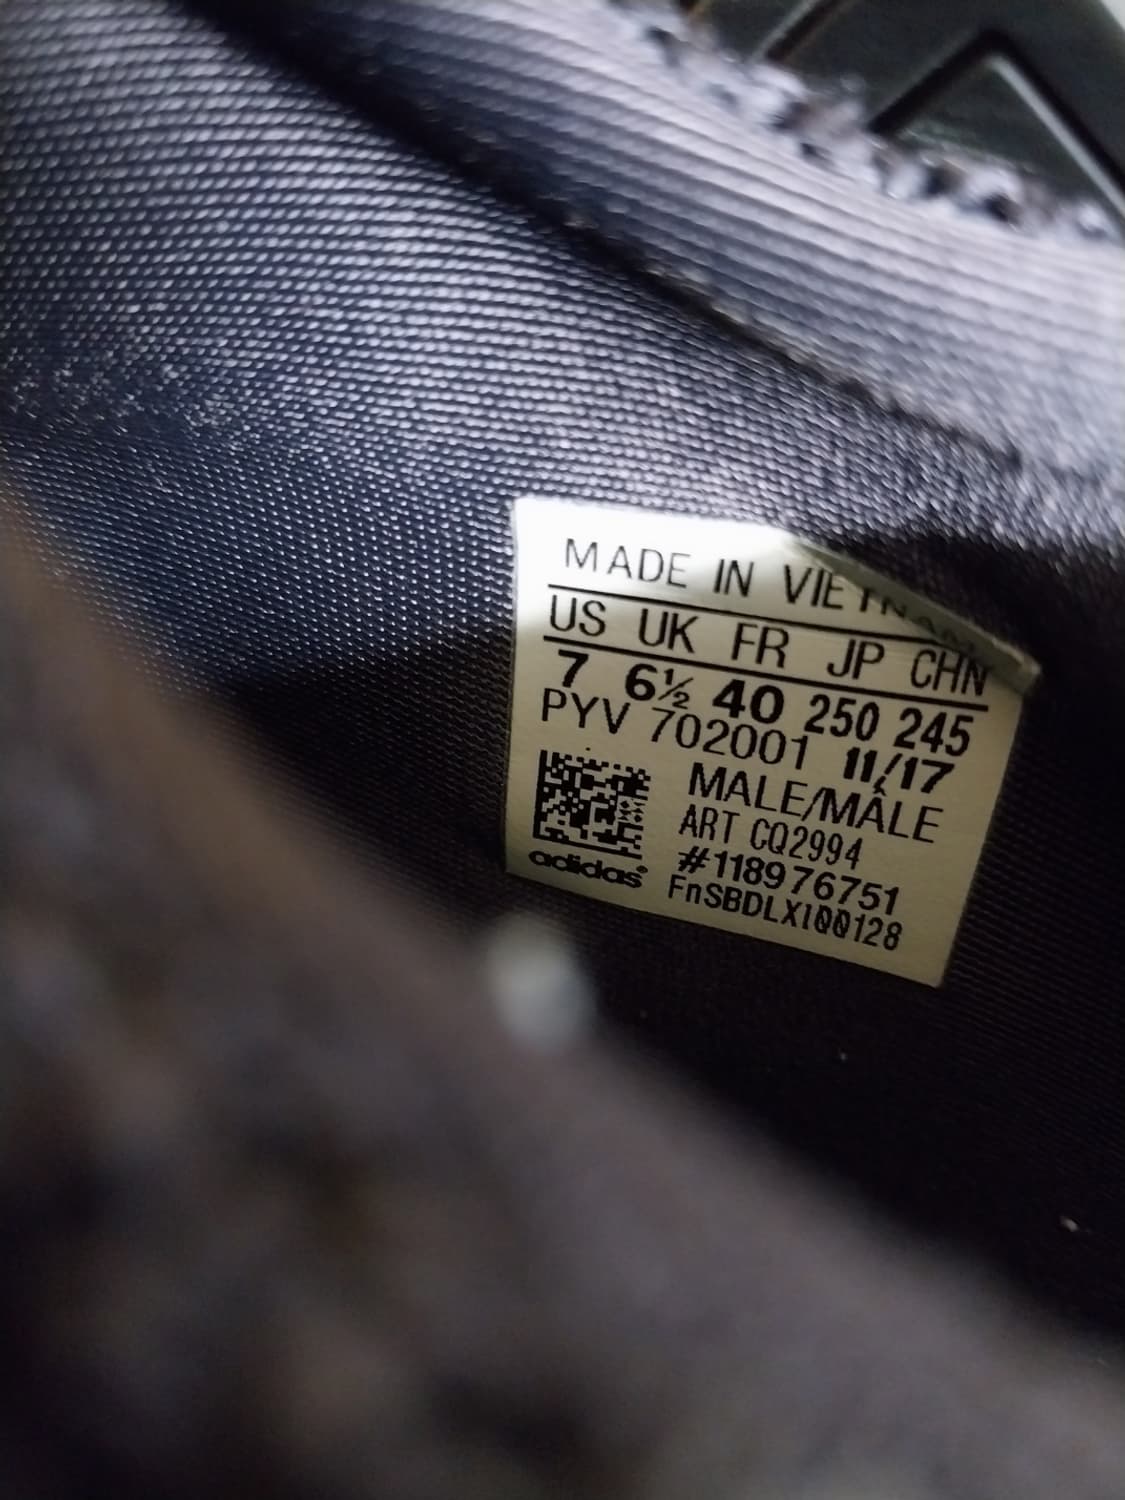 MADE IN VIETNAM
US UK FR JP CHN
7 6½ 40 250 245
PYV 702001 11/17
MALE/MÂLE
ART CQ2994
#118976751
FnSBDLX100128
adidas